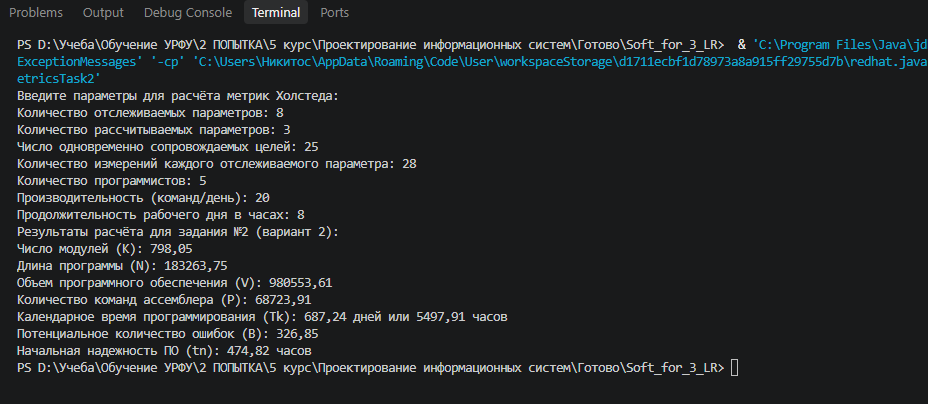 Problems Output Debug Console Terminal Ports
PS D:\Учеба\Обучение УРФУ\2 ПОПЫТКА\5 курс\Проектирование информационных систем\Готово\Soft_for_3_LR> & 'C:\Program Files\Java\jd
ExceptionMessages' '-cp' 'C:\Users\Никитос\AppData\Roaming\Code\User\workspaceStorage\d1711ecbf1d78973a8a915ff29755d7b\redhat.java
etricsTask2'
Введите параметры для расчёта метрик Холстеда:
Количество отслеживаемых параметров: 8
Количество рассчитываемых параметров: 3
Число одновременно сопровождаемых целей: 25
Количество измерений каждого отслеживаемого параметра: 28
Количество программистов: 5
Производительность (команд/день): 20
Продолжительность рабочего дня в часах: 8
Результаты расчёта для задания №2 (вариант 2):
Число модулей (K): 798,05
Длина программы (N): 183263,75
Объем программного обеспечения (V): 980553,61
Количество команд ассемблера (P): 68723,91
Календарное время программирования (Tk): 687,24 дней или 5497,91 часов
Потенциальное количество ошибок (B): 326,85
Начальная надежность ПО (tn): 474,82 часов
PS D:\Учеба\Обучение УРФУ\2 ПОПЫТКА\5 курс\Проектирование информационных систем\Готово\Soft_for_3_LR>